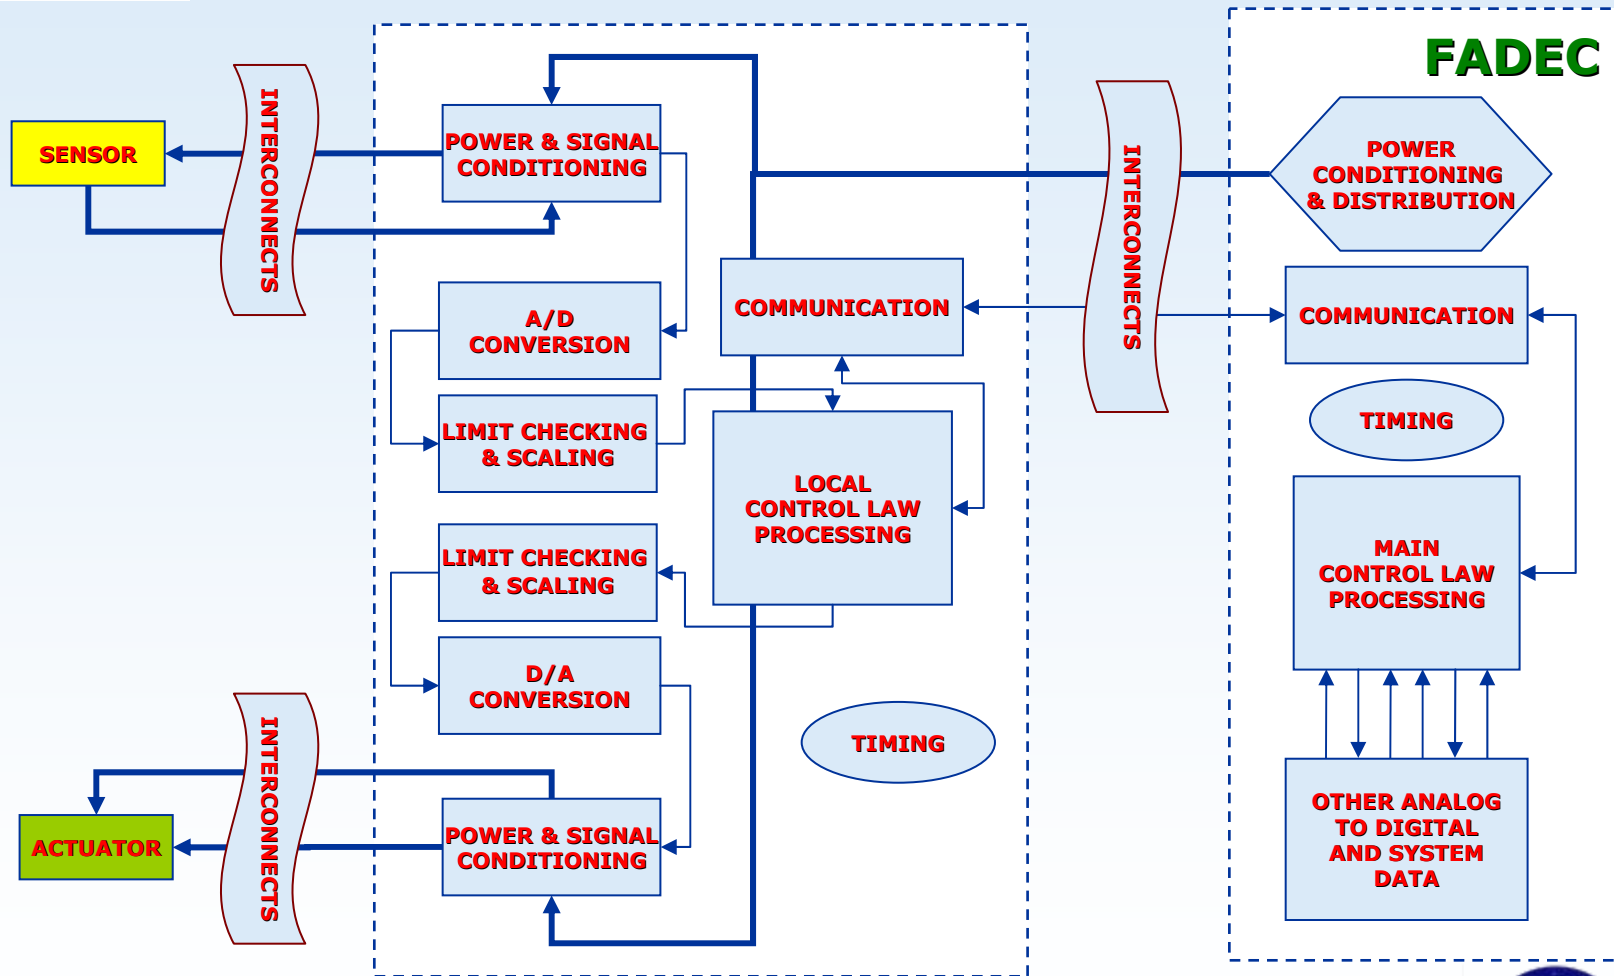 FADEC
SENSOR
INTERCONNECTS
POWER & SIGNAL
CONDITIONING
INTERCONNECTS
POWER
CONDITIONING
& DISTRIBUTION
A/D
CONVERSION
COMMUNICATION
COMMUNICATION
LIMIT CHECKING
& SCALING
TIMING
LOCAL
CONTROL LAW
PROCESSING
LIMIT CHECKING
& SCALING
MAIN
CONTROL LAW
PROCESSING
D/A
CONVERSION
TIMING
INTERCONNECTS
ACTUATOR
POWER & SIGNAL
CONDITIONING
OTHER ANALOG
TO DIGITAL
AND SYSTEM
DATA